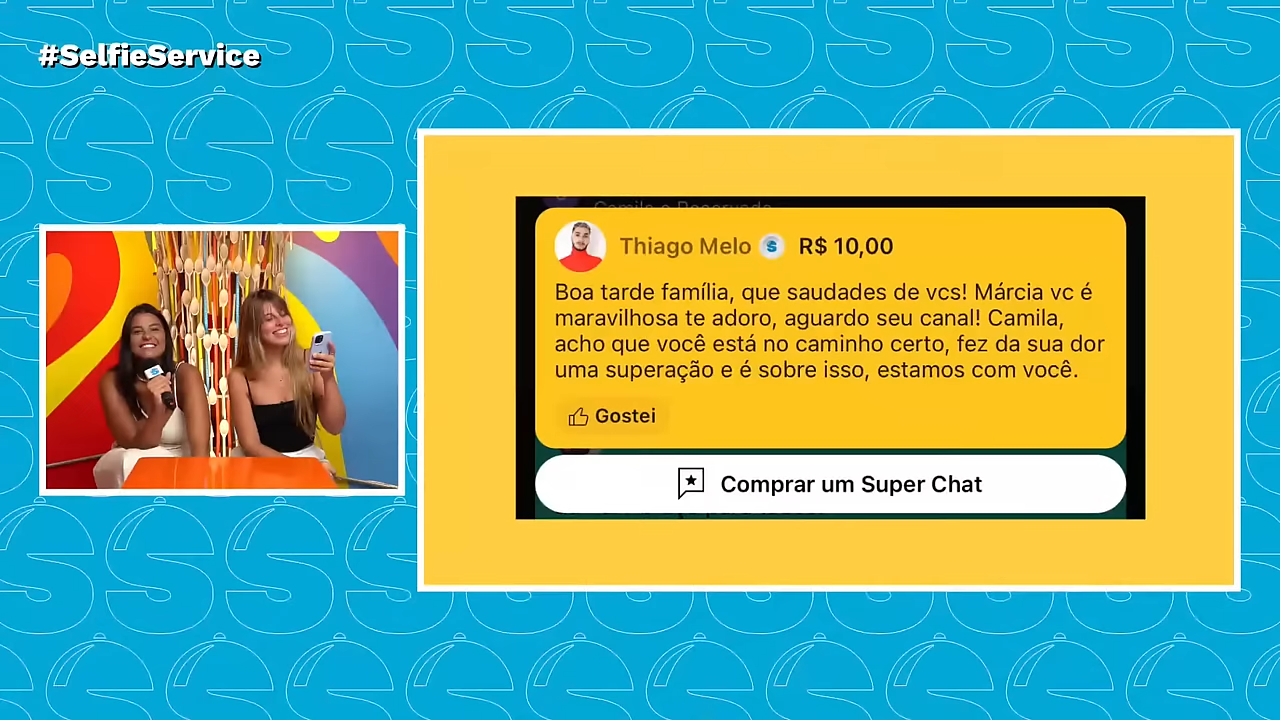 #SelfieService
Thiago Melo S R$ 10,00
Boa tarde família, que saudades de vcs! Márcia vc é
maravilhosa te adoro, aguardo seu canal! Camila,
acho que você está no caminho certo, fez da sua dor
uma superação e é sobre isso, estamos com você.
Gostei
Comprar um Super Chat